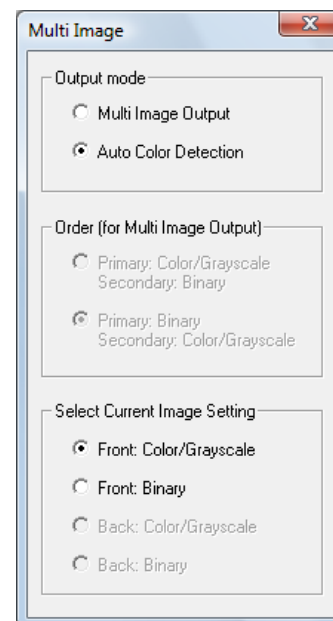 Multi Image
Output mode
Multi Image Output
Auto Color Detection
Order (for Multi Image Output)
Primary: Color/Grayscale
Secondary: Binary
Primary: Binary
Secondary: Color/Grayscale
Select Current Image Setting
Front: Color/Grayscale
Front: Binary
Back: Color/Grayscale
Back: Binary